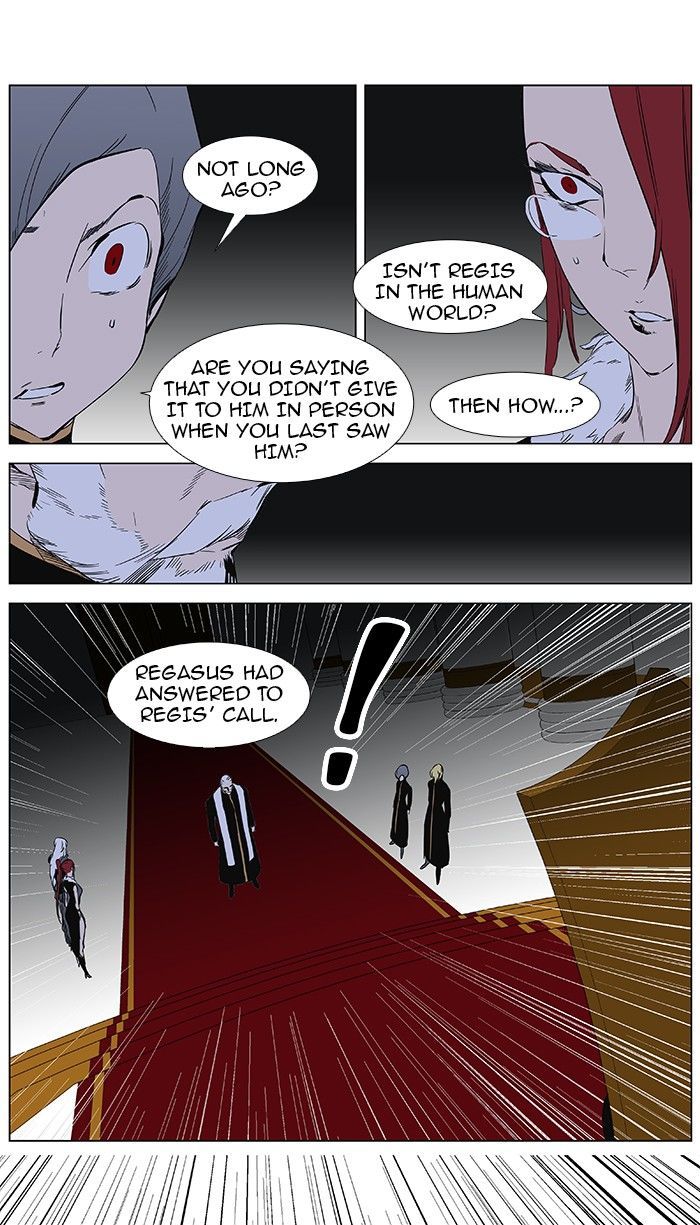 NOT LONG
AGO?
ISN'T REGIS
IN THE HUMAN
WORLD?
ARE YOU SAYING
THAT YOU DIDN'T GIVE
IT TO HIM IN PERSON
WHEN YOU LAST SAW
HIM?
THEN HOW...?
REGASUS HAD
ANSWERED TO
REGIS' CALL.
!